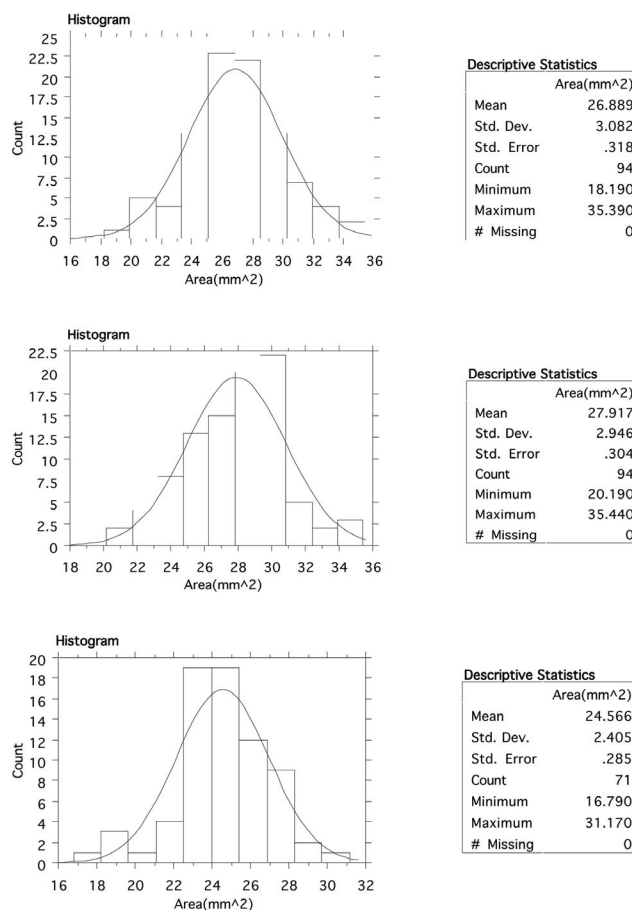 Histogram
25
22.5
20
17.5
15
12.5
10
7.5
5
2.5
0
Count
16 18 20 22 24 26 28 30 32 34 36
Area(mm^2)
Descriptive Statistics
Area(mm^2)
Mean 26.889
Std. Dev. 3.082
Std. Error .318
Count 94
Minimum 18.190
Maximum 35.390
# Missing 0
Histogram
22.5
20
17.5
15
12.5
10
7.5
5
2.5
0
Count
18 20 22 24 26 28 30 32 34 36
Area(mm^2)
Descriptive Statistics
Area(mm^2)
Mean 27.917
Std. Dev. 2.946
Std. Error .304
Count 94
Minimum 20.190
Maximum 35.440
# Missing 0
Histogram
20
18
16
14
12
10
8
6
4
2
0
Count
16 18 20 22 24 26 28 30 32
Area(mm^2)
Descriptive Statistics
Area(mm^2)
Mean 24.566
Std. Dev. 2.405
Std. Error .285
Count 71
Minimum 16.790
Maximum 31.170
# Missing 0